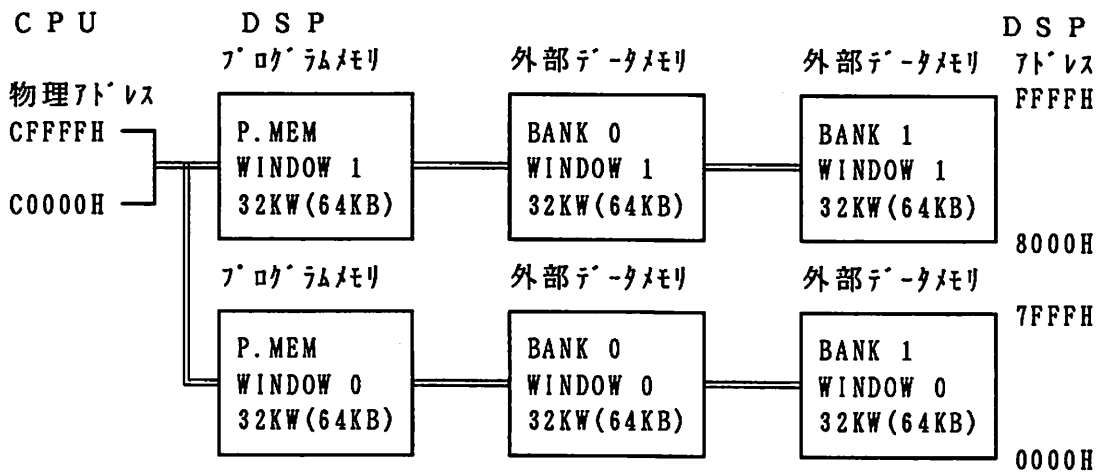 CPU DSP DSP
プログラムメモリ 外部データメモリ 外部データメモリ アドレス
物理アドレス FFFFH
CFFFFH P.MEM BANK 0 BANK 1
WINDOW 1 WINDOW 1 WINDOW 1
C0000H 32KW(64KB) 32KW(64KB) 32KW(64KB)
8000H
プログラムメモリ 外部データメモリ 外部データメモリ
7FFFH
P.MEM BANK 0 BANK 1
WINDOW 0 WINDOW 0 WINDOW 0
32KW(64KB) 32KW(64KB) 32KW(64KB)
0000H